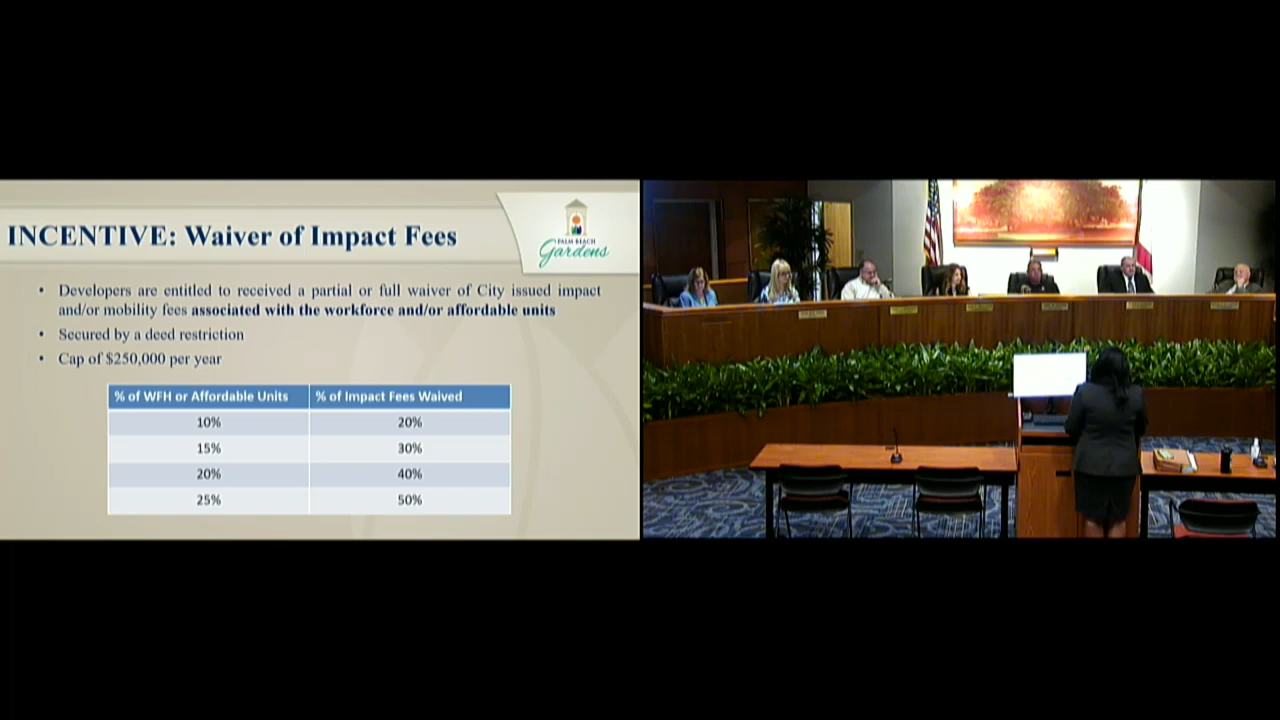 INCENTIVE: Waiver of Impact Fees
PALM BEACH
Gardens
• Developers are entitled to received a partial or full waiver of City issued impact
and/or mobility fees associated with the workforce and/or affordable units
• Secured by a deed restriction
• Cap of $250,000 per year
% of WFH or Affordable Units % of Impact Fees Waived
10% 20%
15% 30%
20% 40%
25% 50%